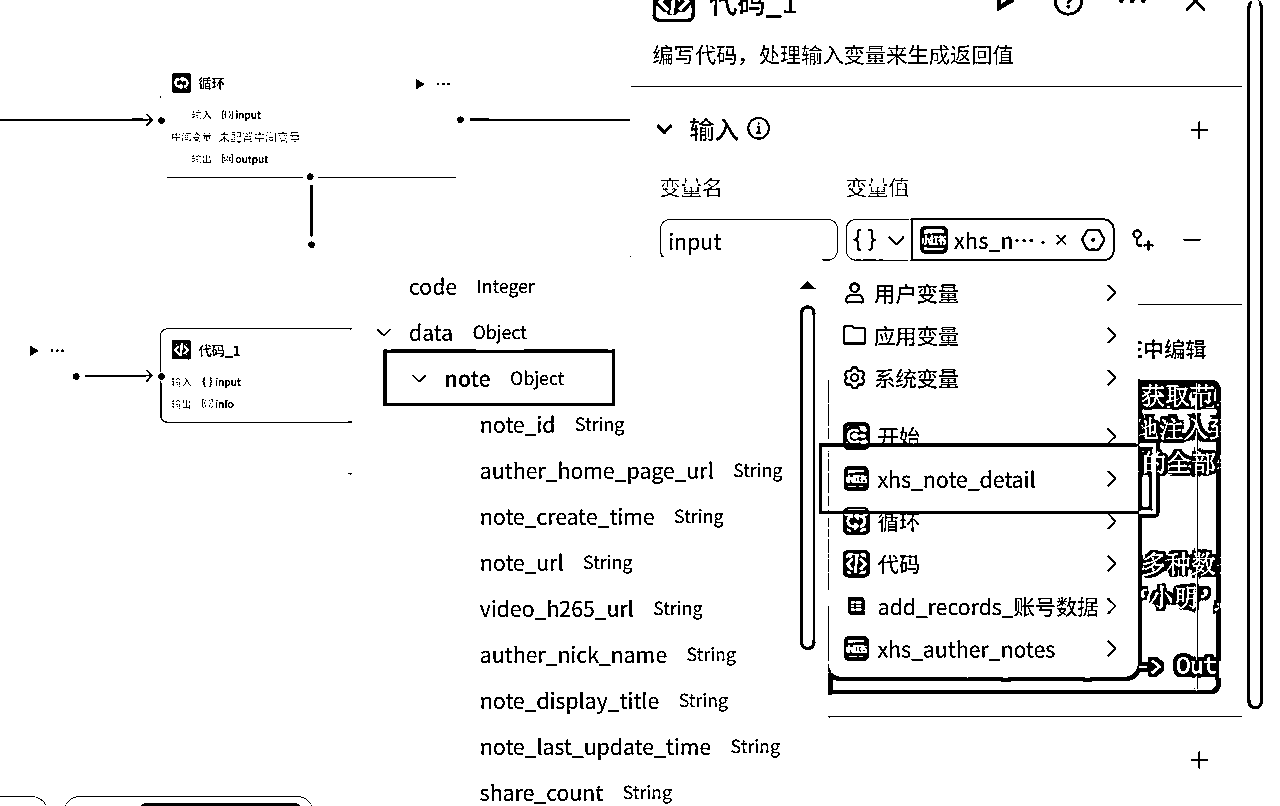 循环
输入 input
中间变量 未配置中间变量
输出 output
代码_1
输入 {} input
输出 info
代码_1
编写代码，处理输入变量来生成返回值
输入
变量名 变量值
input {} xhs_n···
code Integer
data Object
note Object
note_id String
auther_home_page_url String
note_create_time String
note_url String
video_h265_url String
auther_nick_name String
note_display_title String
note_last_update_time String
share_count String
用户变量
应用变量
系统变量
开始
xhs_note_detail
循环
代码
add_records_账号数据
xhs_auther_notes
中编辑
获取节
地注入
的全部
多种数
小明
=> Out